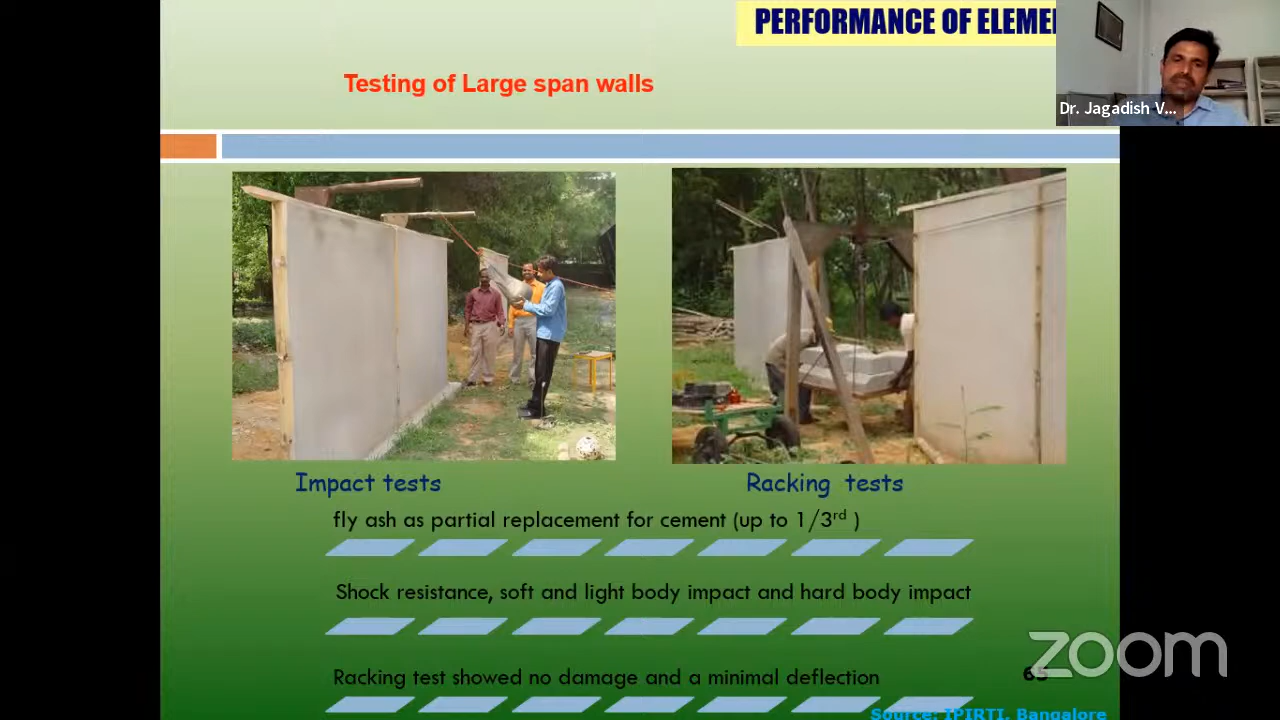 PERFORMANCE OF
Testing of Large span walls
Dr. Jagadish V...
Impact tests
Racking tests
fly ash as partial replacement for cement (up to 1/3rd )
Shock resistance, soft and light body impact and hard body impact
Racking test showed no damage and a minimal deflection
zoom
Source: IPIRTI, Bangalore